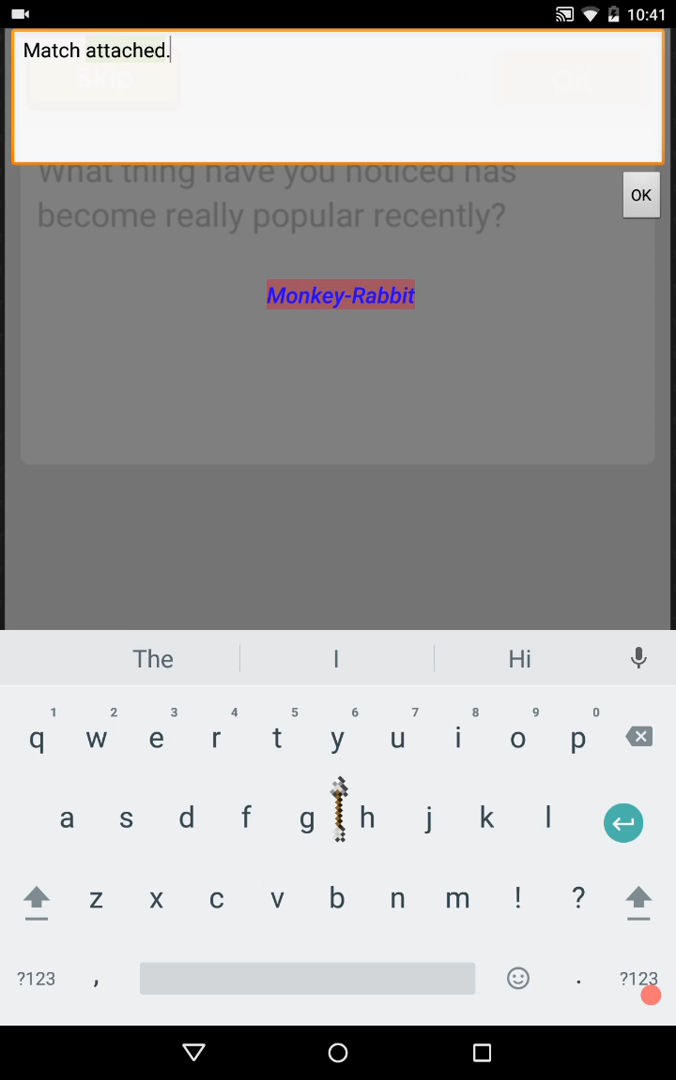 10:41
Match attached.
Skip
What thing have you noticed has
become really popular recently?
OK
Monkey-Rabbit
The I Hi
1 2 3 4 5 6 7 8 9 0
q w e r t y u i o p
a s d f g h j k l
z x c v b n m ! ?
?123 , . ?123